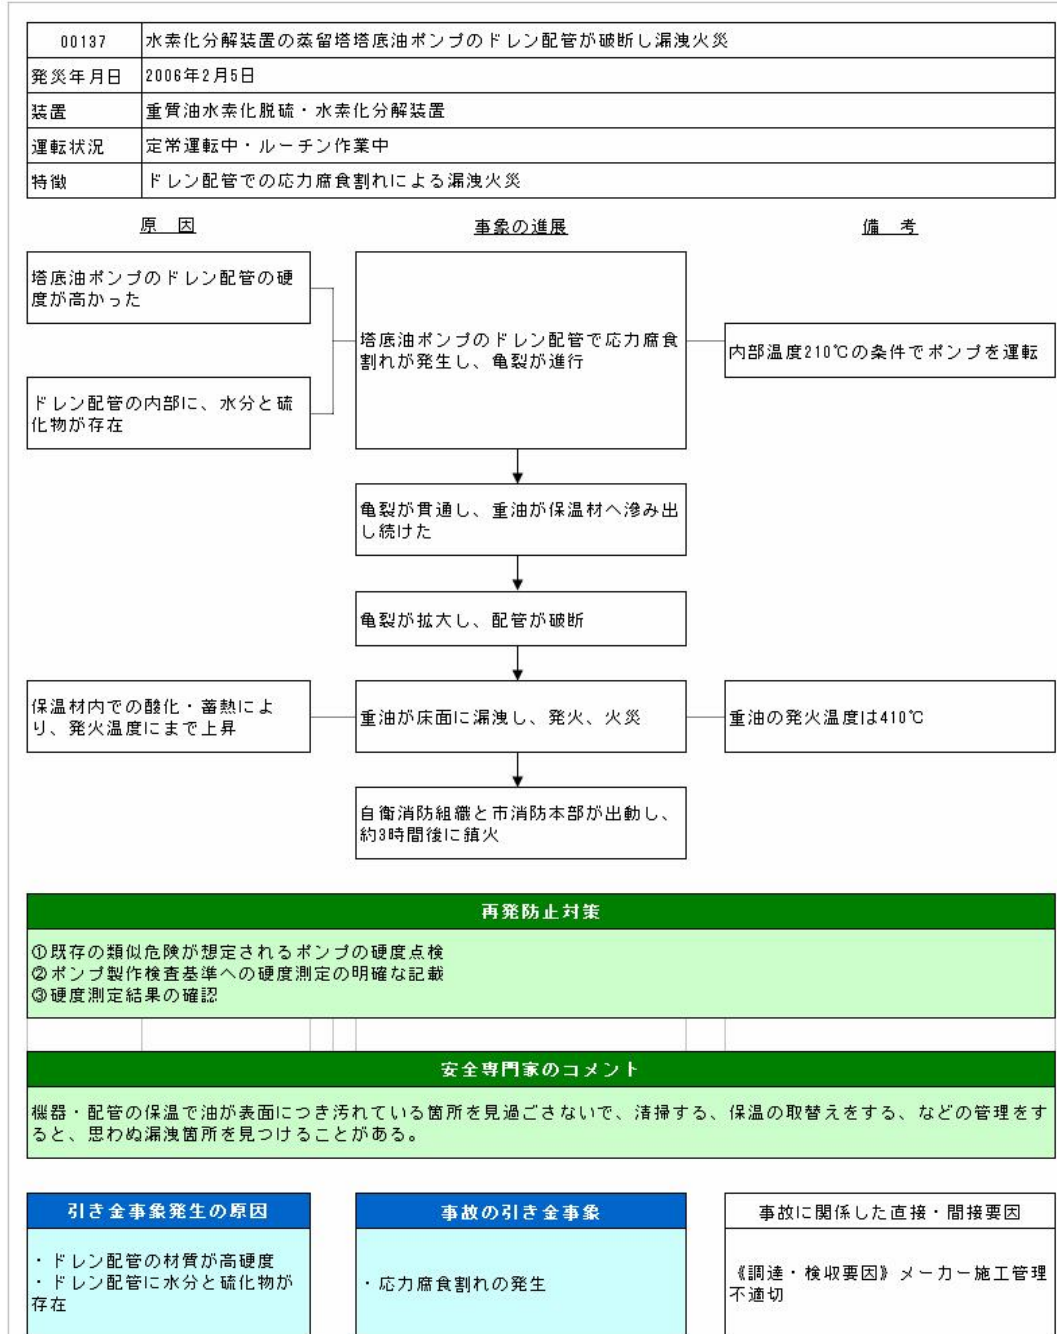 00137 水素化分解装置の蒸留塔塔底油ポンプのドレン配管が破断し漏洩火災
発災年月日 2006年2月5日
装置 重質油水素化脱硫・水素化分解装置
運転状況 定常運転中・ルーチン作業中
特徴 ドレン配管での応力腐食割れによる漏洩火災
原 因 事象の進展 備 考
塔底油ポンプのドレン配管の硬
度が高かった
ドレン配管の内部に、水分と硫
化物が存在
塔底油ポンプのドレン配管で応力腐食
割れが発生し、亀裂が進行
内部温度210℃の条件でポンプを運転
亀裂が貫通し、重油が保温材へ滲み出
し続けた
亀裂が拡大し、配管が破断
保温材内での酸化・蓄熱によ
り、発火温度にまで上昇
重油が床面に漏洩し、発火、火災
重油の発火温度は410℃
自衛消防組織と市消防本部が出動し、
約3時間後に鎮火
再発防止対策
①既存の類似危険が想定されるポンプの硬度点検
②ポンプ製作検査基準への硬度測定の明確な記載
③硬度測定結果の確認
安全専門家のコメント
機器・配管の保温で油が表面につき汚れている箇所を見過ごさないで、清掃する、保温の取替えをする、などの管理をす
ると、思わぬ漏洩箇所を見つけることがある。
引き金事象発生の原因
・ドレン配管の材質が高硬度
・ドレン配管に水分と硫化物が
存在
事故の引き金事象
・応力腐食割れの発生
事故に関係した直接・間接要因
《調達・検収要因》メーカー施工管理
不適切